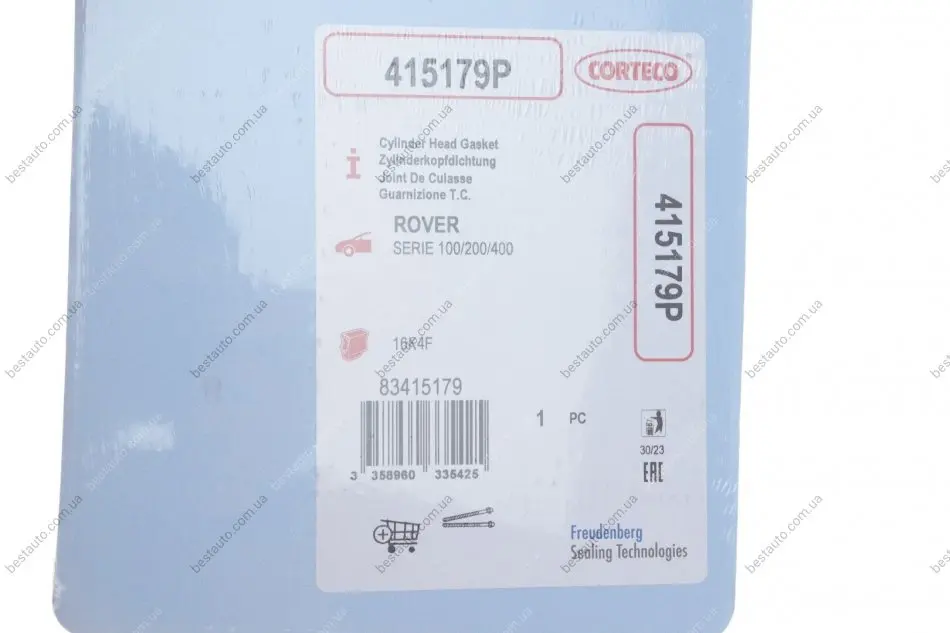 415179P
CORTECO
Cylinder Head Gasket
Zylinderkopfdichtung
Joint De Culasse
Guarnizione T.C.
ROVER
SERIE 100/200/400
415179P
16K4F
83415179
1 PC
3 358960 335425
30/23
EAC
Freudenberg
Sealing Technologies
bestauto.com.ua